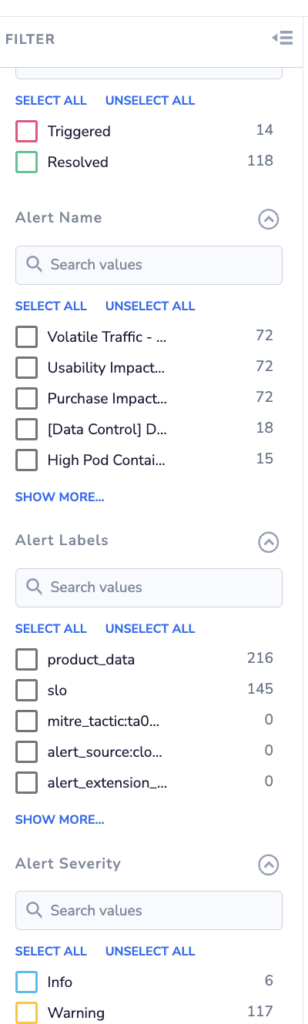 FILTER
SELECT ALL UNSELECT ALL
Triggered 14
Resolved 118
Alert Name
Search values
SELECT ALL UNSELECT ALL
Volatile Traffic - ... 72
Usability Impact... 72
Purchase Impact... 72
[Data Control] D... 18
High Pod Contai... 15
SHOW MORE...
Alert Labels
Search values
SELECT ALL UNSELECT ALL
product_data 216
slo 145
mitre_tactic:ta0... 0
alert_source:clo... 0
alert_extension_... 0
SHOW MORE...
Alert Severity
Search values
SELECT ALL UNSELECT ALL
Info 6
Warning 117